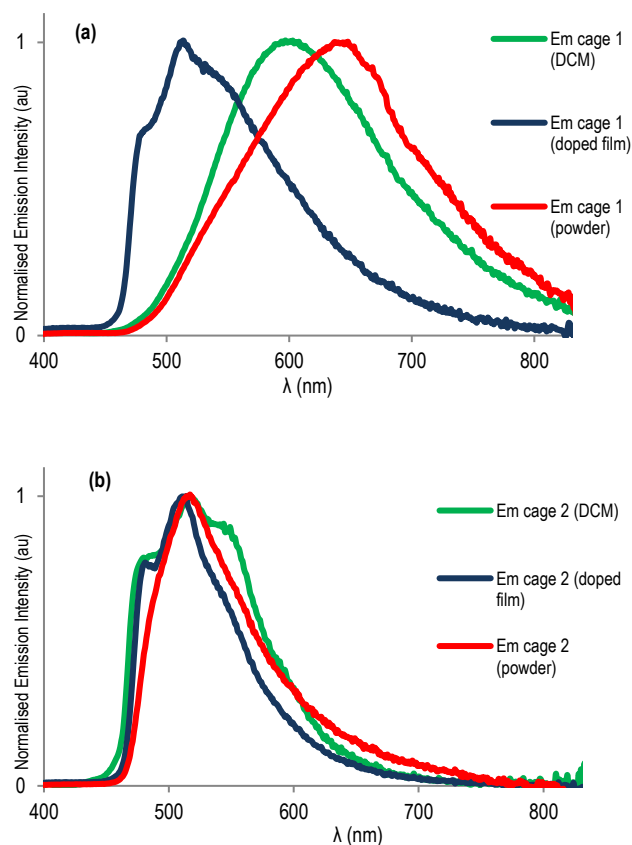 (a)
Normalised Emission Intensity (au)
1
0
400 500 600 700 800
λ (nm)
Em cage 1
(DCM)
Em cage 1
(doped film)
Em cage 1
(powder)
(b)
Normalised Emission Intensity (au)
1
0
400 500 600 700 800
λ (nm)
Em cage 2 (DCM)
Em cage 2 (doped
film)
Em cage 2
(powder)